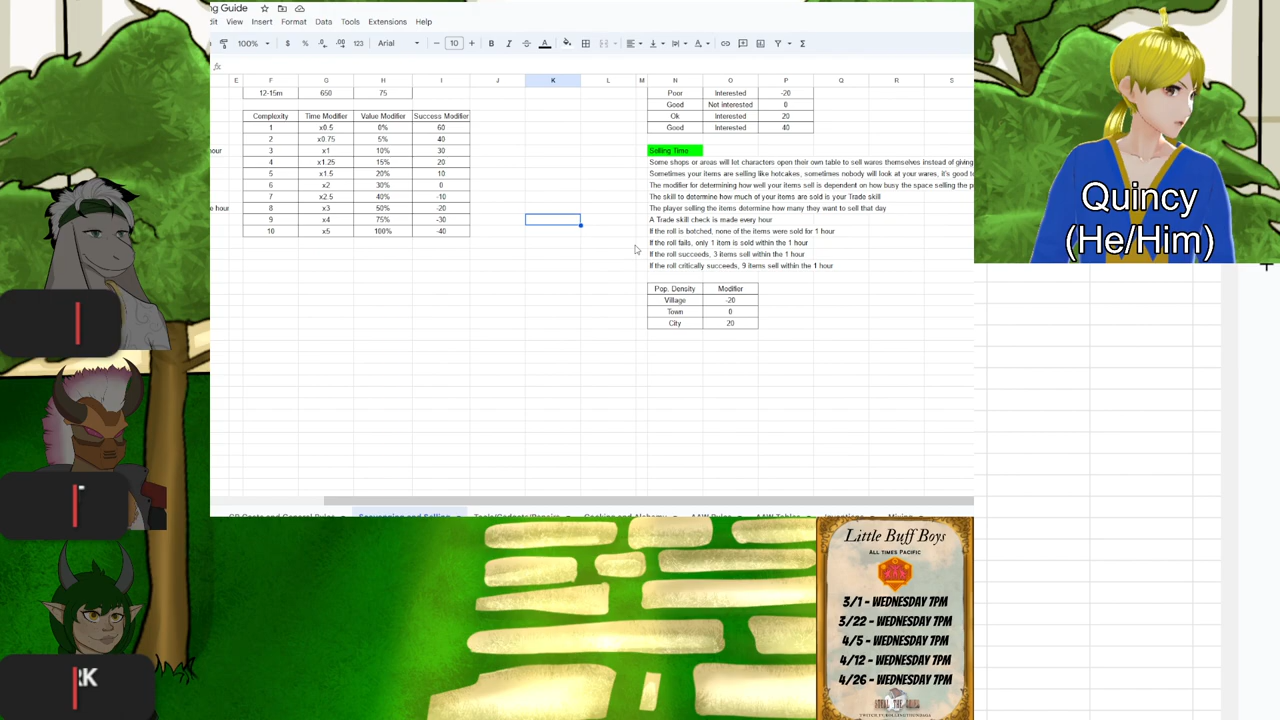 ng Guide
dit View Insert Format Data Tools Extensions Help
100% $ % .0 .00 123 Arial 10 B I A
fx
E F G H I J K L M N O P Q R S
12-15m 650 75
Complexity Time Modifier Value Modifier Success Modifier
1 x0.5 0% 60
2 x0.75 5% 40
3 x1 10% 30
4 x1.25 15% 20
5 x1.5 20% 10
6 x2 30% 0
7 x2.5 40% -10
8 x3 50% -20
9 x4 75% -30
10 x5 100% -40
our
e hour
Poor Interested -20
Good Not interested 0
Ok Interested 20
Good Interested 40
Selling Time
Some shops or areas will let characters open their own table to sell wares themselves instead of giving
Sometimes your items are selling like hotcakes, sometimes nobody will look at your wares, it's good to
The modifier for determining how well your items sell is dependent on how busy the space selling the p
The skill to determine how much of your items are sold is your Trade skill
The player selling the items determine how many they want to sell that day
A Trade skill check is made every hour
If the roll is botched, none of the items were sold for 1 hour
If the roll fails, only 1 item is sold within the 1 hour
If the roll succeeds, 3 items sell within the 1 hour
If the roll critically succeeds, 9 items sell within the 1 hour
Pop. Density Modifier
Village -20
Town 0
City 20
Quincy
(He/Him)
RK
Little Buff Boys
ALL TIMES PACIFIC
3/1 - WEDNESDAY 7PM
3/22 - WEDNESDAY 7PM
4/5 - WEDNESDAY 7PM
4/12 - WEDNESDAY 7PM
4/26 - WEDNESDAY 7PM